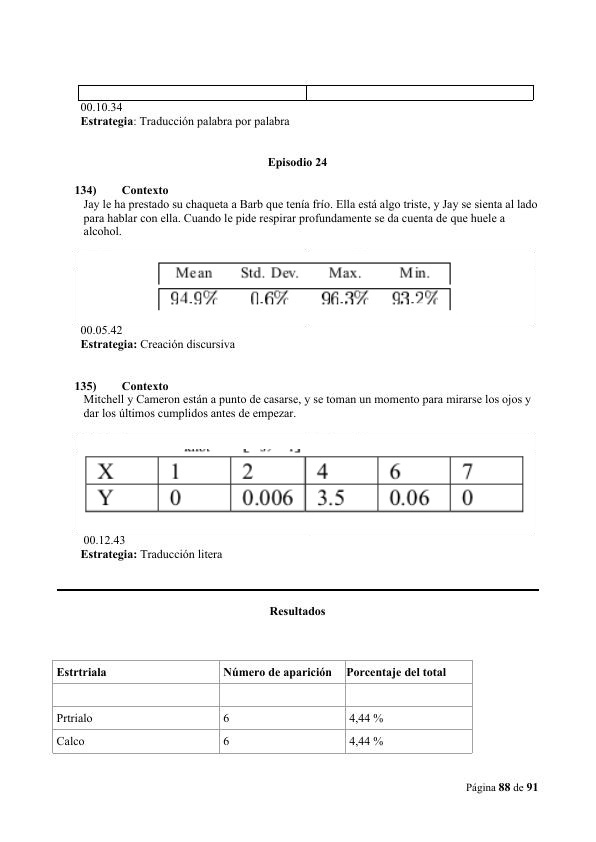 00.10.34
Estrategia: Traducción palabra por palabra
Episodio 24
134) Contexto
Jay le ha prestado su chaqueta a Barb que tenía frío. Ella está algo triste, y Jay se sienta al lado
para hablar con ella. Cuando le pide respirar profundamente se da cuenta de que huele a
alcohol.
Mean Std. Dev. Max. Min.
94.9% 0.6% 96.3% 93.2%
00.05.42
Estrategia: Creación discursiva
135) Contexto
Mitchell y Cameron están a punto de casarse, y se toman un momento para mirarse los ojos y
dar los últimos cumplidos antes de empezar.
X 1 2 4 6 7
Y 0 0.006 3.5 0.06 0
00.12.43
Estrategia: Traducción litera
Resultados
Estrtriala Número de aparición Porcentaje del total
Prtrialo 6 4,44 %
Calco 6 4,44 %
Página 88 de 91